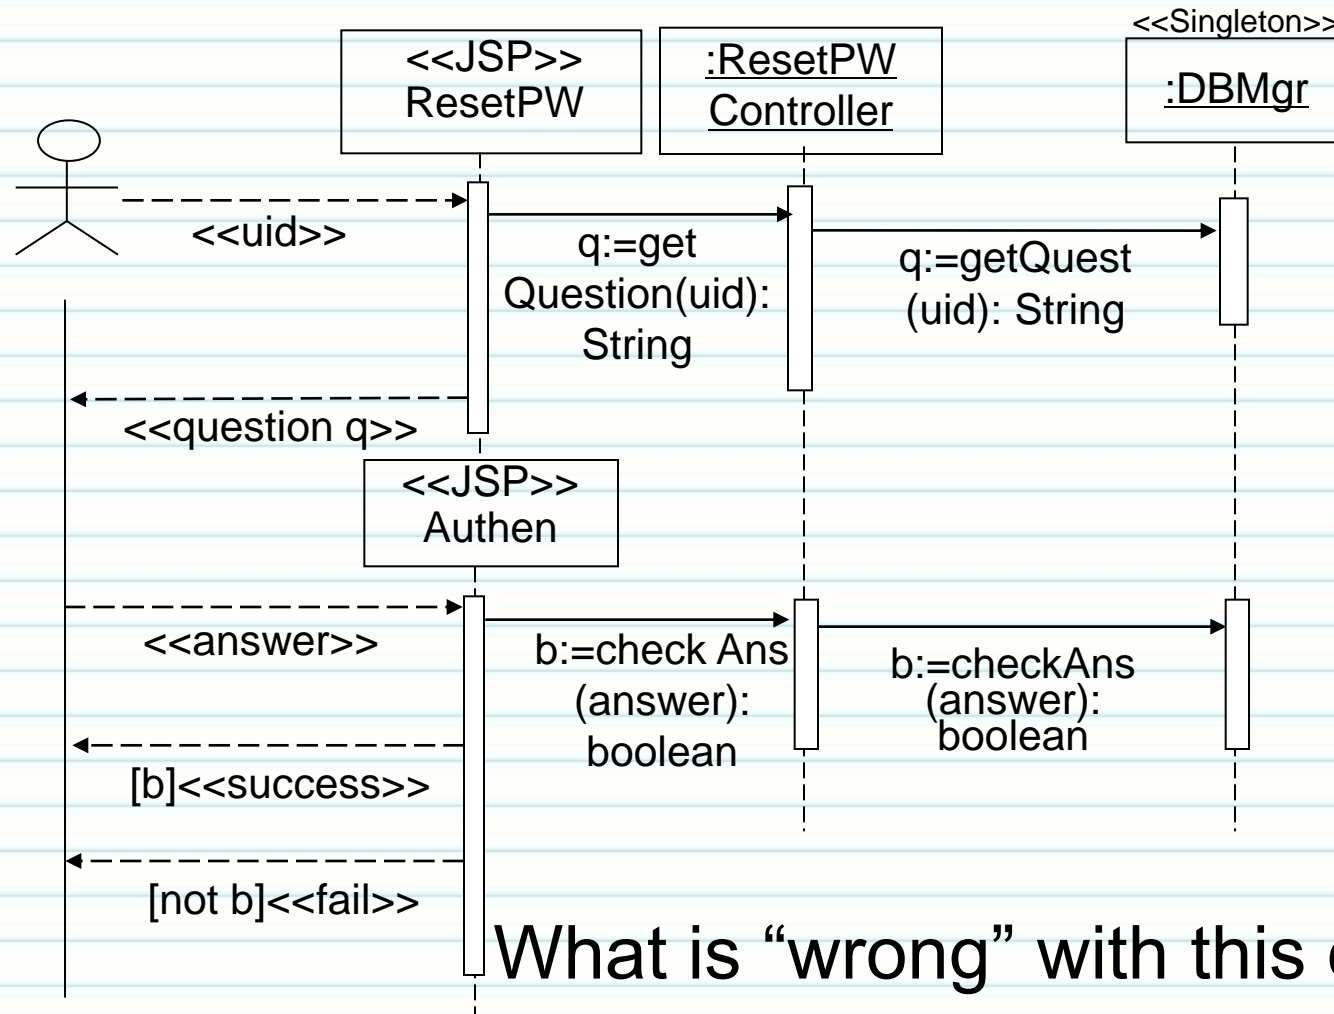 <<Singleton>>
<<JSP>>
ResetPW
:ResetPW
Controller
:DBMgr
<<uid>>
q:=get
Question(uid):
String
q:=getQuest
(uid): String
<<question q>>
<<JSP>>
Authen
<<answer>>
b:=check Ans
(answer):
boolean
b:=checkAns
(answer):
boolean
[b]<<success>>
[not b]<<fail>>
What is “wrong” with this